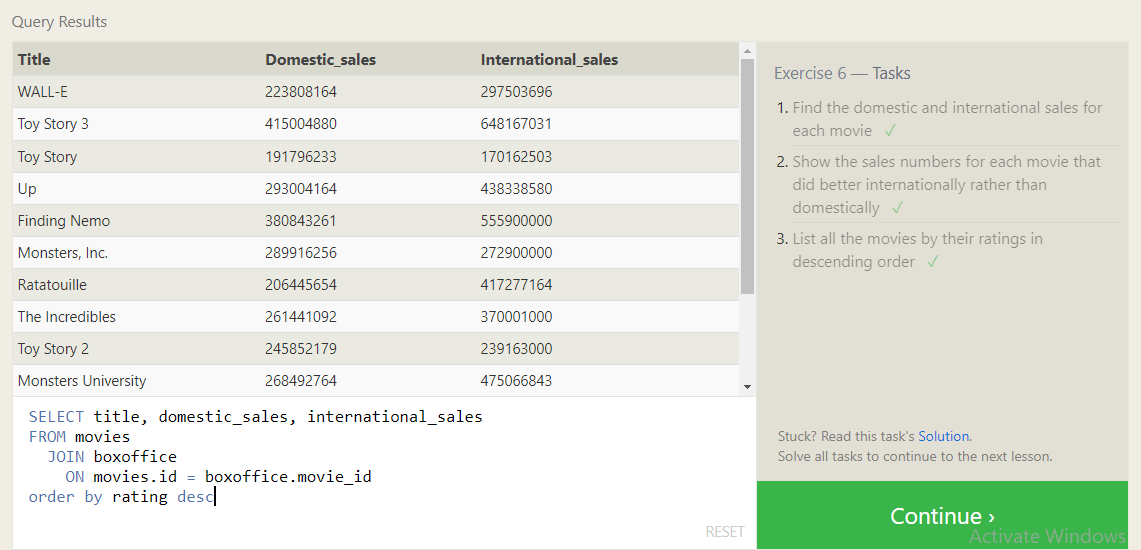 Query Results
Title Domestic_sales International_sales
WALL-E 223808164 297503696
Toy Story 3 415004880 648167031
Toy Story 191796233 170162503
Up 293004164 438338580
Finding Nemo 380843261 555900000
Monsters, Inc. 289916256 272900000
Ratatouille 206445654 417277164
The Incredibles 261441092 370001000
Toy Story 2 245852179 239163000
Monsters University 268492764 475066843
SELECT title, domestic_sales, international_sales
FROM movies
JOIN boxoffice
ON movies.id = boxoffice.movie_id
order by rating desc
RESET
Exercise 6 — Tasks
1. Find the domestic and international sales for
each movie ✓
2. Show the sales numbers for each movie that
did better internationally rather than
domestically ✓
3. List all the movies by their ratings in
descending order ✓
Stuck? Read this task's Solution.
Solve all tasks to continue to the next lesson.
Continue ›
Activate Windows